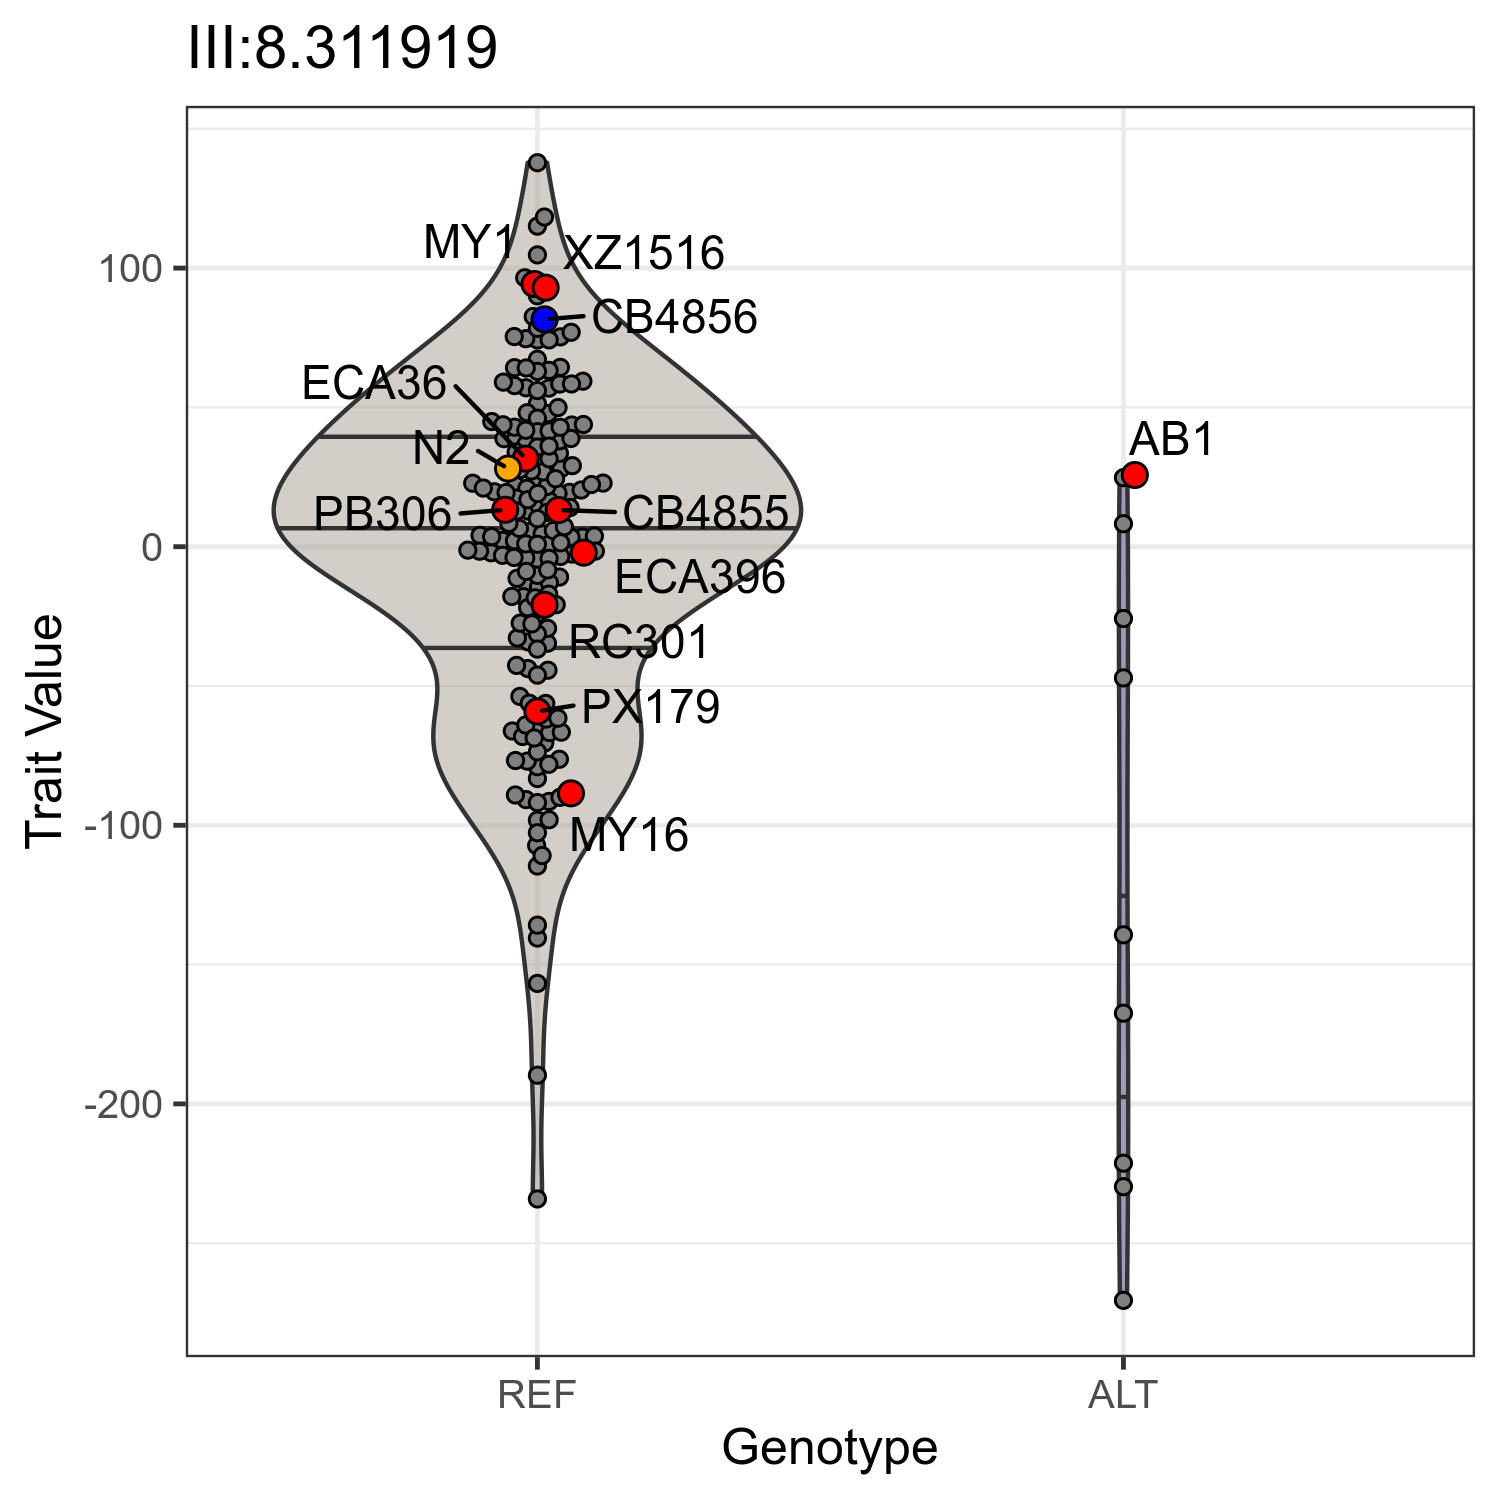 III:8.311919
MY1
XZ1516
CB4856
ECA36
N2
PB306
CB4855
ECA396
RC301
PX179
MY16
AB1
100
0
-100
-200
Trait Value
REF
ALT
Genotype